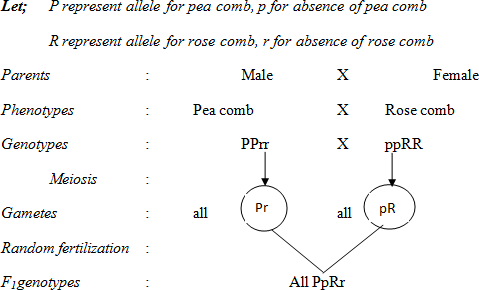 Let; P represent allele for pea comb, p for absence of pea comb
R represent allele for rose comb, r for absence of rose comb
Parents : Male X Female
Phenotypes : Pea comb X Rose comb
Genotypes : PPrr X ppRR
Meiosis :
Gametes : all Pr all pR
Random fertilization :
F1genotypes : All PpRr